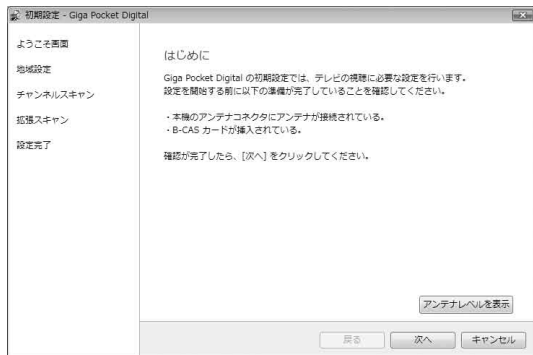 初期設定 - Giga Pocket Digital
ようこそ画面
地域設定
チャンネルスキャン
拡張スキャン
設定完了
はじめに
Giga Pocket Digital の初期設定では、テレビの視聴に必要な設定を行います。
設定を開始する前に以下の準備が完了していることを確認してください。
・本機のアンテナコネクタにアンテナが接続されている。
・B-CAS カードが挿入されている。
確認が完了したら、[次へ] をクリックしてください。
アンテナレベルを表示
戻る
次へ
キャンセル